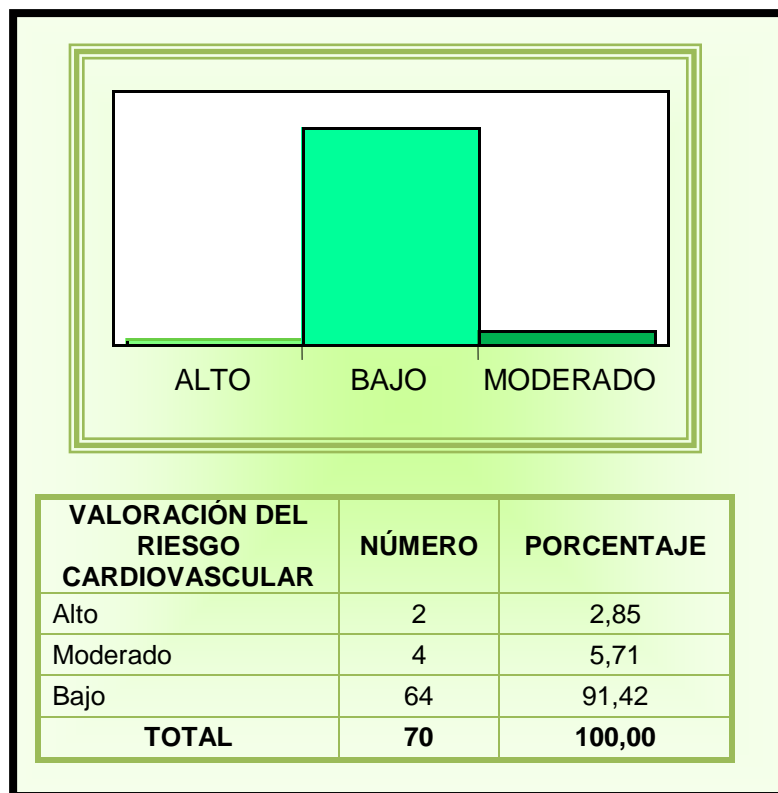 ALTO BAJO MODERADO
VALORACIÓN DEL
RIESGO
CARDIOVASCULAR
NÚMERO PORCENTAJE
Alto 2 2,85
Moderado 4 5,71
Bajo 64 91,42
TOTAL 70 100,00